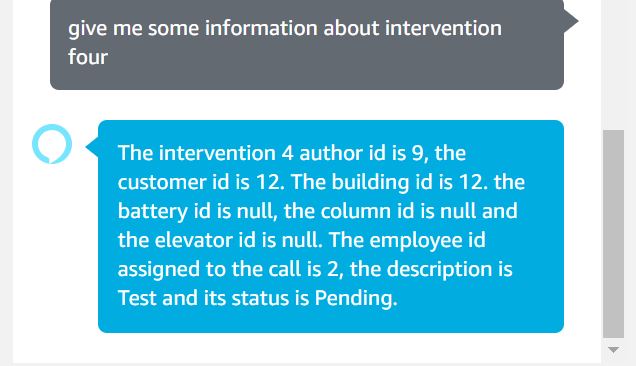 give me some information about intervention
four
The intervention 4 author id is 9, the
customer id is 12. The building id is 12. the
battery id is null, the column id is null and
the elevator id is null. The employee id
assigned to the call is 2, the description is
Test and its status is Pending.